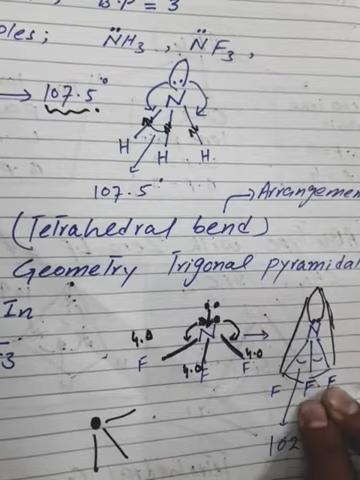 B.P = 3
ples; N̈H3 , N̈F3 ,
→ 107.5°
N
H H H.
107.5°
→ Arrangemen
(Tetrahedral bend)
Geometry Trigonal pyramidal
In
4.0 N → N
F 4.0 F F 4.0 F F F
3
102